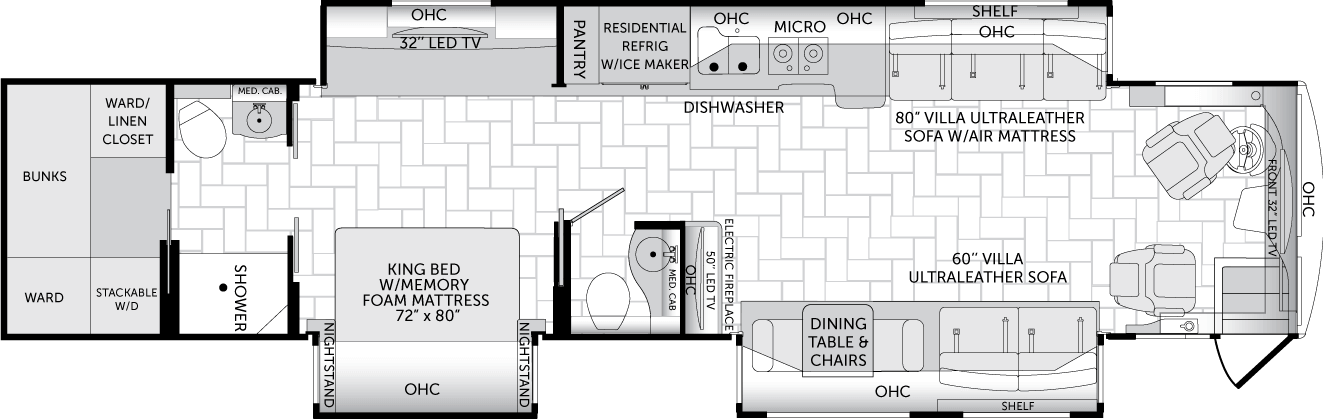 OHC
32" LED TV
PANTRY
RESIDENTIAL
REFRIG
W/ICE MAKER
OHC
MICRO
OHC
SHELF
OHC
DISHWASHER
80" VILLA ULTRALEATHER
SOFA W/AIR MATTRESS
MED. CAB.
WARD/
LINEN
CLOSET
BUNKS
WARD
STACKABLE
W/D
SHOWER
KING BED
W/MEMORY
FOAM MATTRESS
72" x 80"
NIGHTSTAND
OHC
NIGHTSTAND
MED. CAB
OHC
50" LED TV
ELECTRIC FIREPLACE
60" VILLA
ULTRALEATHER SOFA
DINING
TABLE &
CHAIRS
OHC
SHELF
FRONT 32" LED TV
OHC